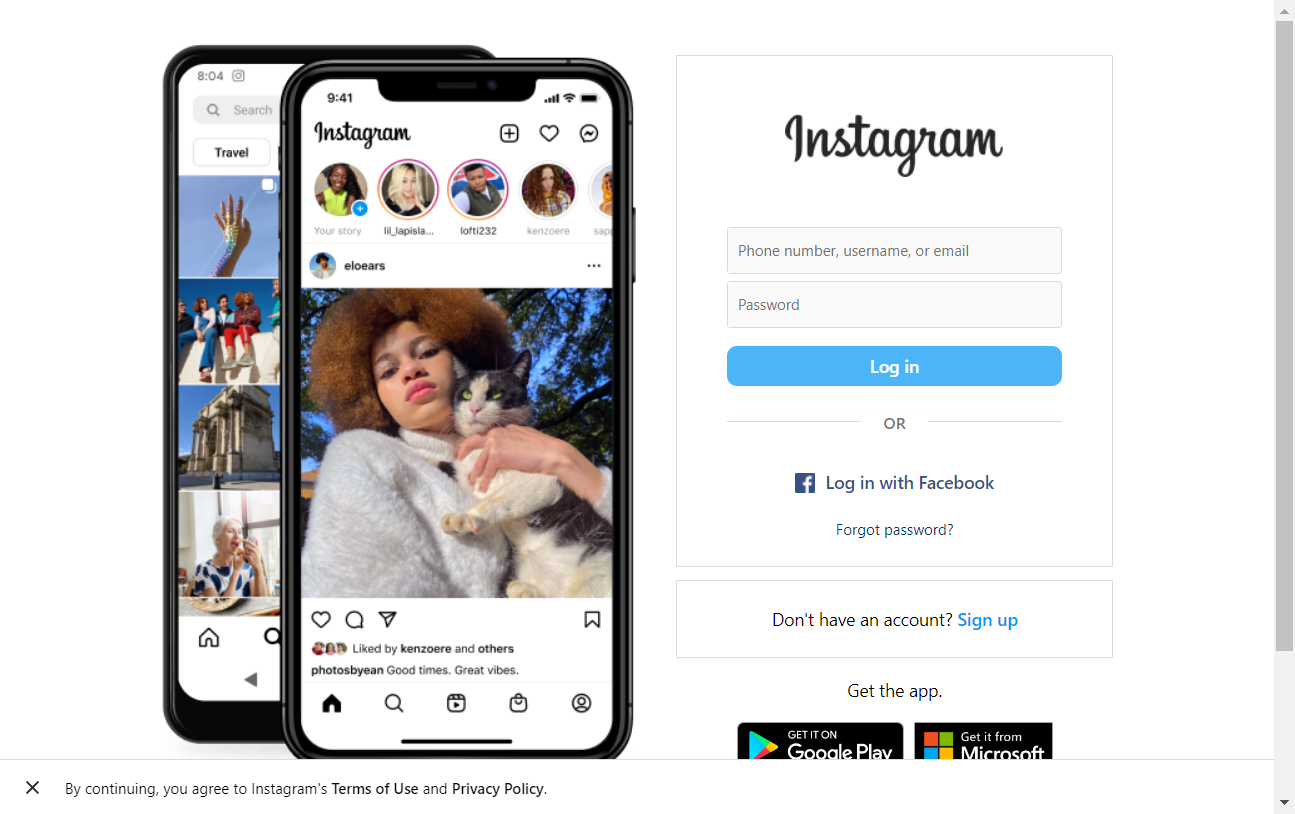 8:04
Search
Travel
9:41
Instagram
Your story
lil_lapisla...
lofti232
kenzoere
sapp
eloears
Liked by kenzoere and others
photosbyean Good times. Great vibes.
Instagram
Phone number, username, or email
Password
Log in
OR
Log in with Facebook
Forgot password?
Don't have an account? Sign up
Get the app.
GET IT ON
Google Play
Get it from
Microsoft
By continuing, you agree to Instagram's Terms of Use and Privacy Policy.